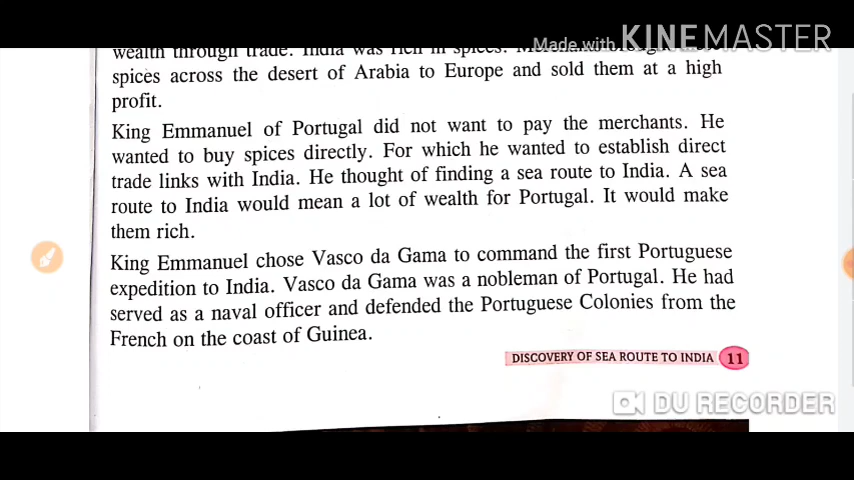 Made with KINEMASTER
wealth through trade. India was rich in spices.
spices across the desert of Arabia to Europe and sold them at a high
profit.
King Emmanuel of Portugal did not want to pay the merchants. He
wanted to buy spices directly. For which he wanted to establish direct
trade links with India. He thought of finding a sea route to India. A sea
route to India would mean a lot of wealth for Portugal. It would make
them rich.
King Emmanuel chose Vasco da Gama to command the first Portuguese
expedition to India. Vasco da Gama was a nobleman of Portugal. He had
served as a naval officer and defended the Portuguese Colonies from the
French on the coast of Guinea.
DISCOVERY OF SEA ROUTE TO INDIA 11
DU RECORDER